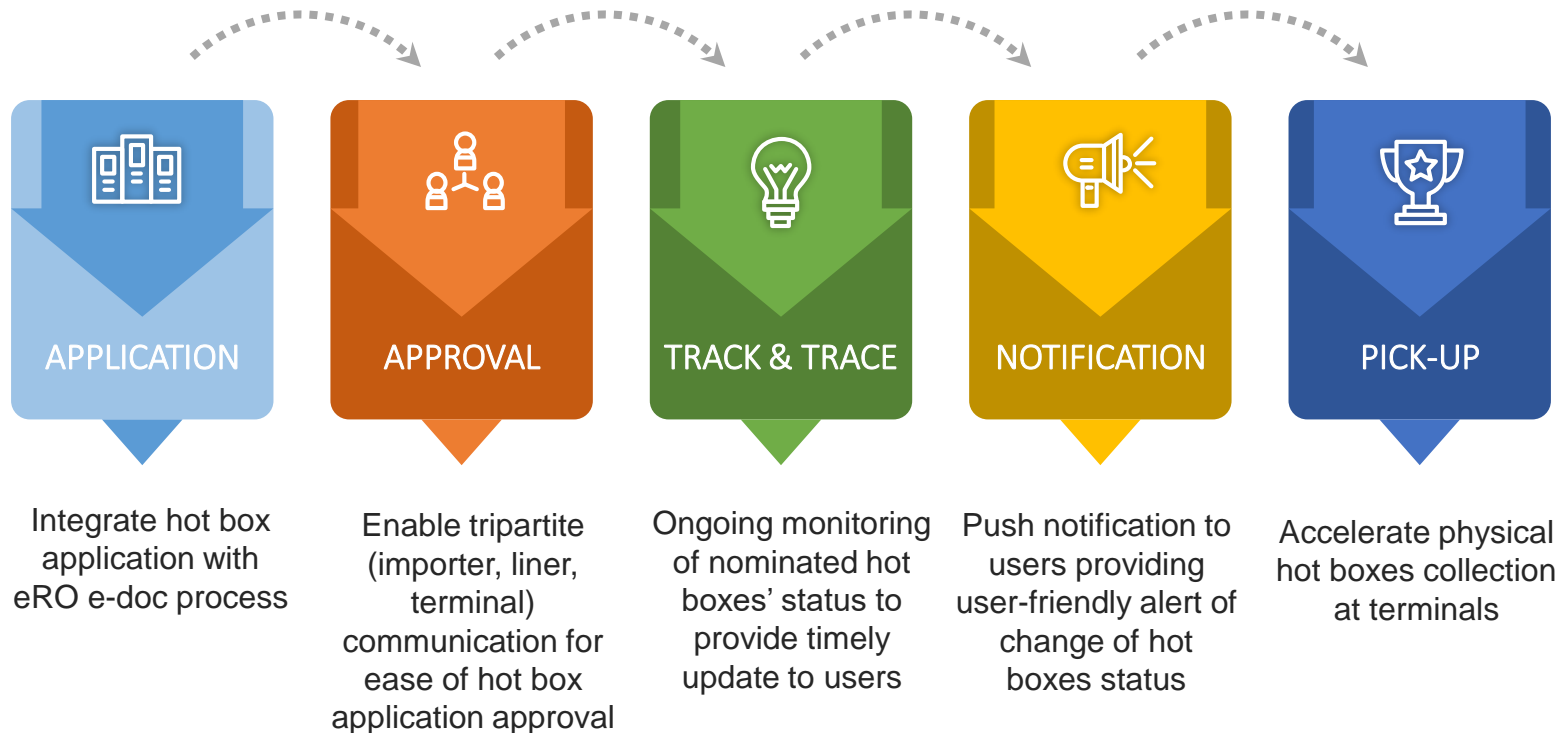 APPLICATION
Integrate hot box
application with
eRO e-doc process
APPROVAL
Enable tripartite
(importer, liner,
terminal)
communication for
ease of hot box
application approval
TRACK & TRACE
Ongoing monitoring
of nominated hot
boxes’ status to
provide timely
update to users
NOTIFICATION
Push notification to
users providing
user-friendly alert of
change of hot
boxes status
PICK-UP
Accelerate physical
hot boxes collection
at terminals